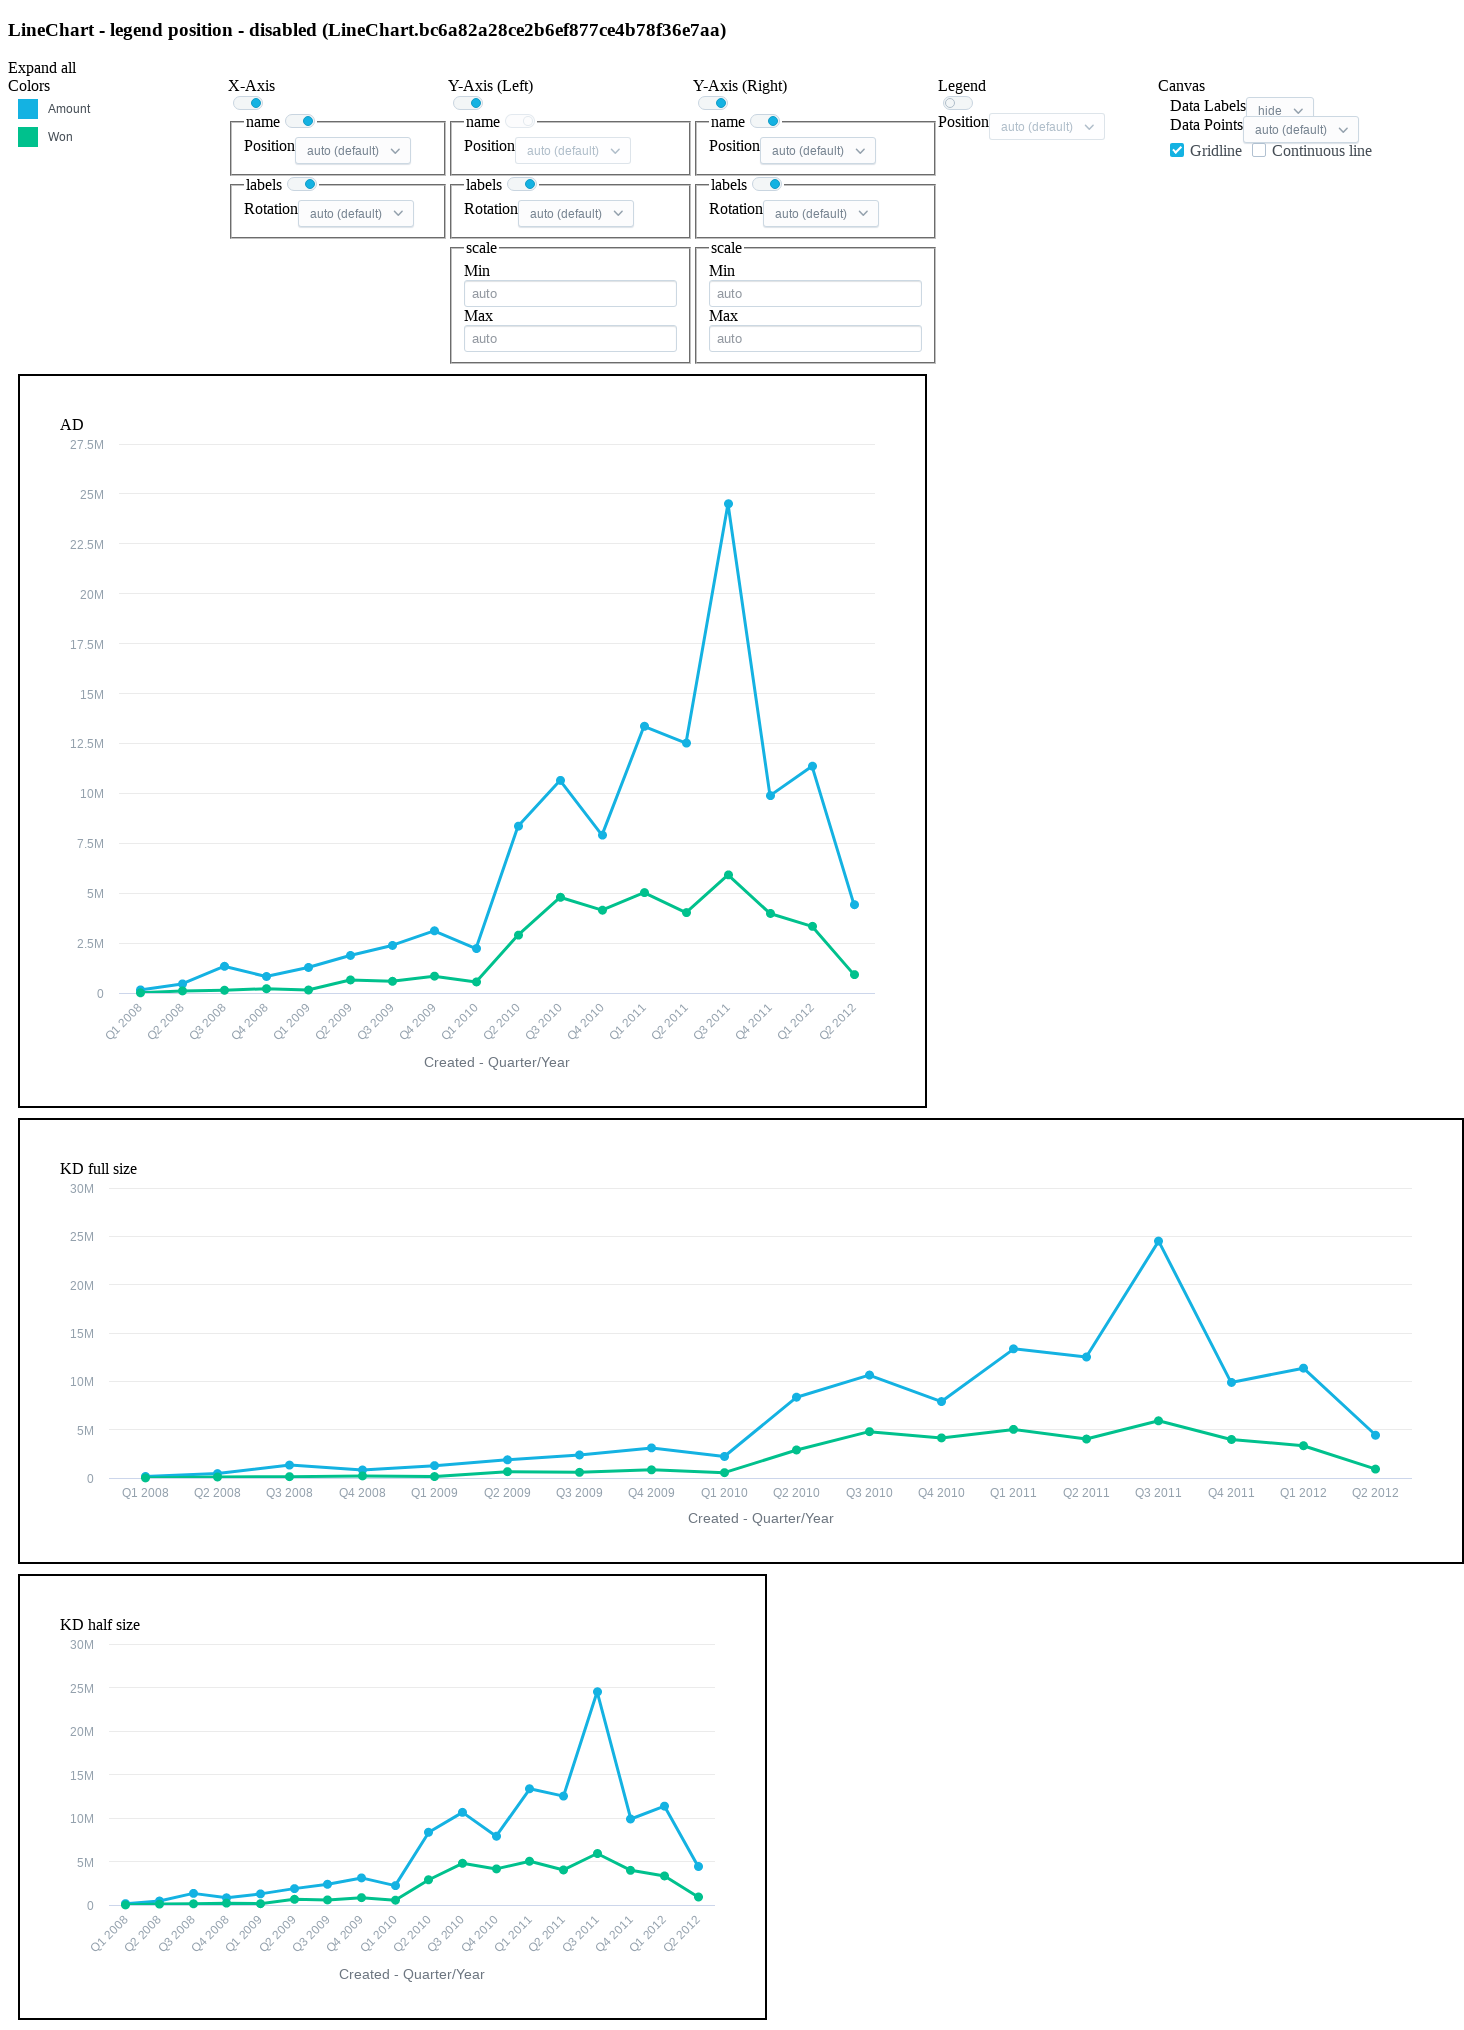 LineChart - legend position - disabled (LineChart.bc6a82a28ce2b6ef877ce4b78f36e7aa)
Expand all
Colors
Amount
Won
X-Axis
name
Position auto (default)
labels
Rotation auto (default)
Y-Axis (Left)
name
Position auto (default)
labels
Rotation auto (default)
scale
Min
auto
Max
auto
Y-Axis (Right)
name
Position auto (default)
labels
Rotation auto (default)
scale
Min
auto
Max
auto
Legend
Position auto (default)
Canvas
Data Labels hide
Data Points auto (default)
Gridline Continuous line
AD
27.5M
25M
22.5M
20M
17.5M
15M
12.5M
10M
7.5M
5M
2.5M
0
Q1 2008 Q2 2008 Q3 2008 Q4 2008 Q1 2009 Q2 2009 Q3 2009 Q4 2009 Q1 2010 Q2 2010 Q3 2010 Q4 2010 Q1 2011 Q2 2011 Q3 2011 Q4 2011 Q1 2012 Q2 2012
Created - Quarter/Year
KD full size
30M
25M
20M
15M
10M
5M
0
Q1 2008 Q2 2008 Q3 2008 Q4 2008 Q1 2009 Q2 2009 Q3 2009 Q4 2009 Q1 2010 Q2 2010 Q3 2010 Q4 2010 Q1 2011 Q2 2011 Q3 2011 Q4 2011 Q1 2012 Q2 2012
Created - Quarter/Year
KD half size
30M
25M
20M
15M
10M
5M
0
Q1 2008 Q2 2008 Q3 2008 Q4 2008 Q1 2009 Q2 2009 Q3 2009 Q4 2009 Q1 2010 Q2 2010 Q3 2010 Q4 2010 Q1 2011 Q2 2011 Q3 2011 Q4 2011 Q1 2012 Q2 2012
Created - Quarter/Year